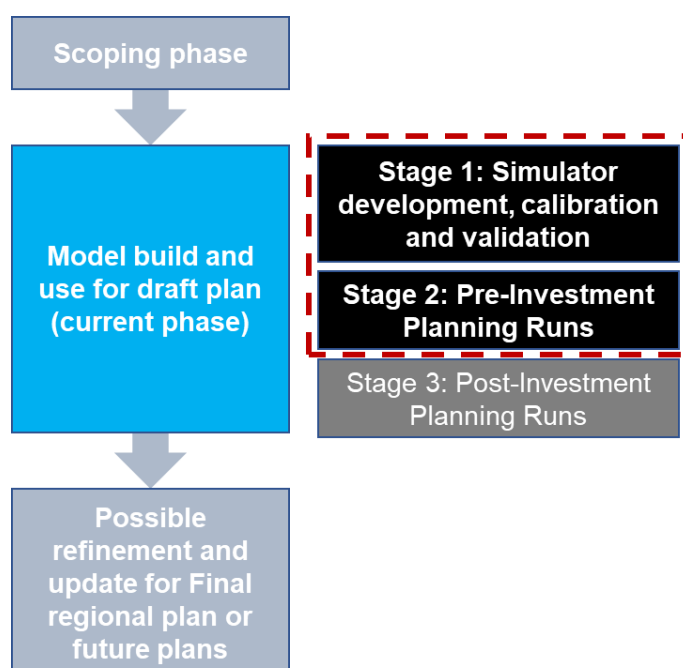 Scoping phase
Model build and
use for draft plan
(current phase)
Stage 1: Simulator
development, calibration
and validation
Stage 2: Pre-Investment
Planning Runs
Stage 3: Post-Investment
Planning Runs
Possible
refinement and
update for Final
regional plan or
future plans